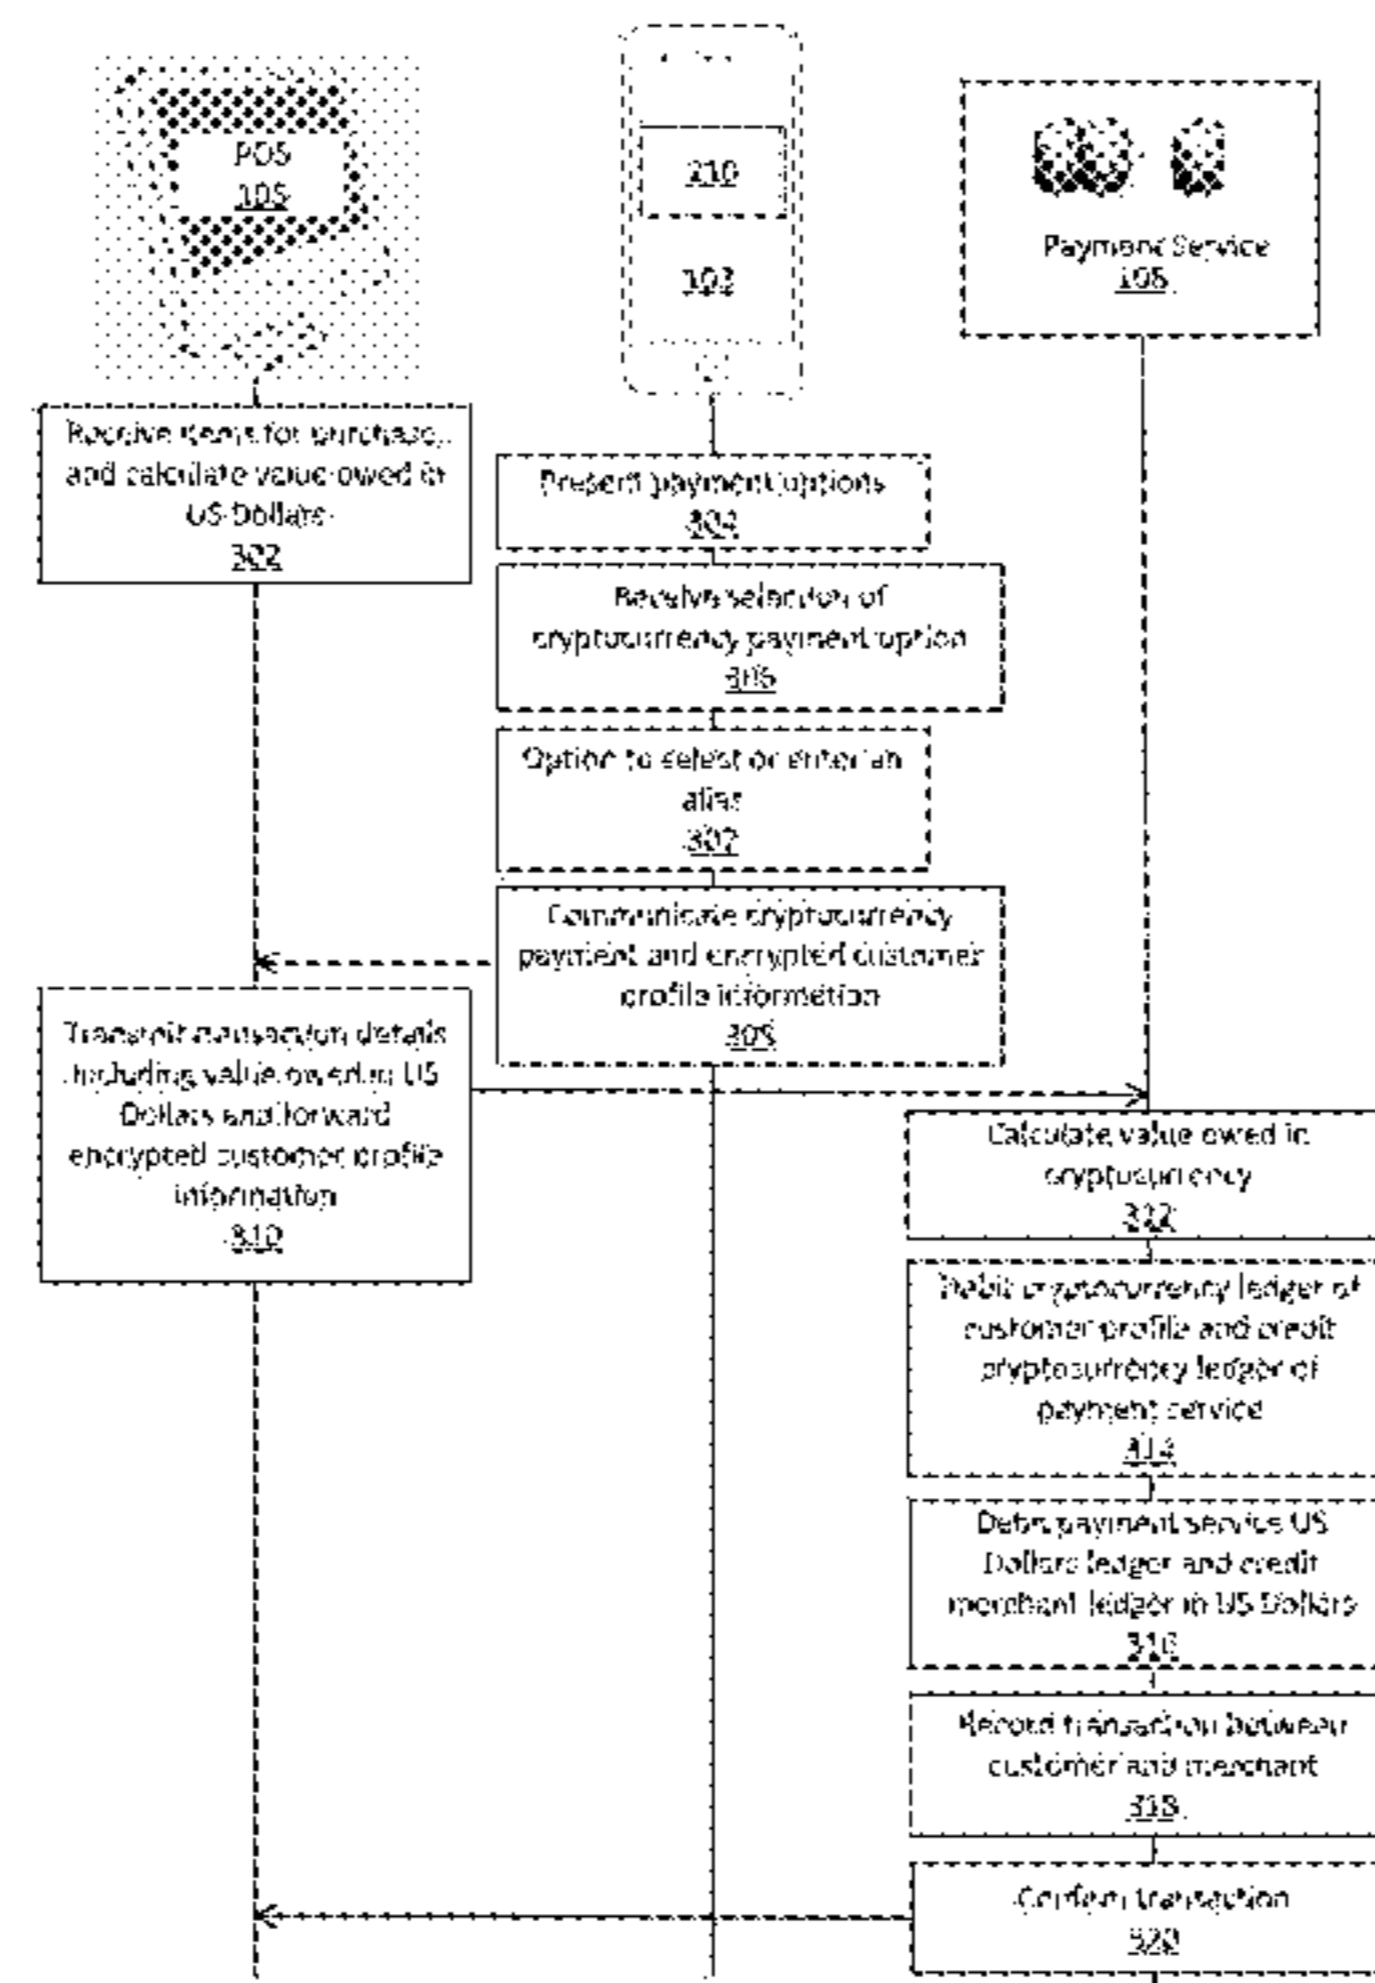 POS
105
210
102
Payment Service
108
Receive items for purchase,
and calculate value owed in
US Dollars
302
Present payment options
304
Receive selection of
cryptocurrency payment option
306
Option to select or enter an
alias
307
Communicate cryptocurrency
payment and encrypted customer
profile information
308
Transmit transaction details
including value owed in US
Dollars and forward
encrypted customer profile
information
310
Calculate value owed in
cryptocurrency
Debit cryptocurrency ledger of
customer profile and credit
cryptocurrency ledger of
payment service
314
Debit payment service US
Dollars ledger and credit
merchant ledger in US Dollars
316
Record transaction between
customer and merchant
318
Confirm transaction
320